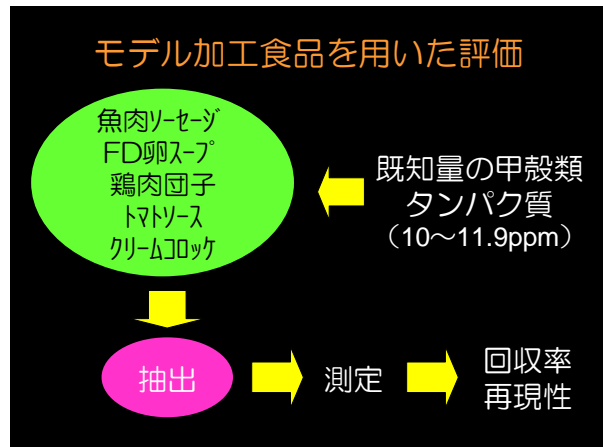 モデル加工食品を用いた評価
魚肉ｿｰｾｰｼﾞ
FD卵ｽｰﾌﾟ
鶏肉団子
ﾄﾏﾄｿｰｽ
ｸﾘｰﾑｺﾛｯｹ
既知量の甲殻類
タンパク質
（10～11.9ppm）
抽出
測定
回収率
再現性